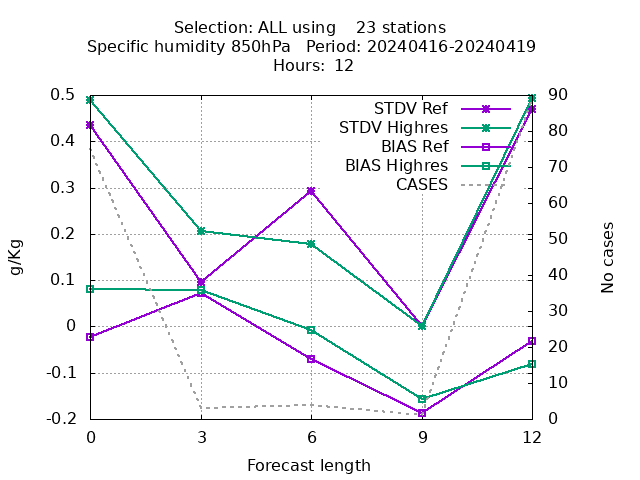 Selection: ALL using    23 stations
Specific humidity 850hPa   Period: 20240416-20240419
Hours:  12
STDV Ref
STDV Highres
BIAS Ref
BIAS Highres
CASES
0.5
0.4
0.3
0.2
0.1
0
-0.1
-0.2
g/Kg
90
80
70
60
50
40
30
20
10
0
No cases
0 3 6 9 12
Forecast length